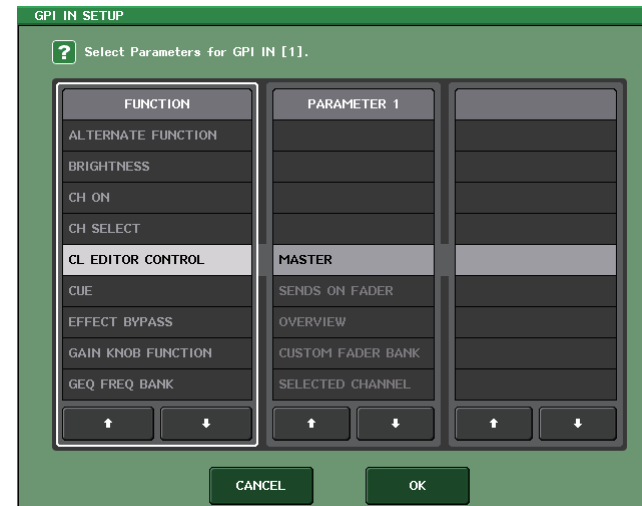 GPI IN SETUP
? Select Parameters for GPI IN [1].
FUNCTION
ALTERNATE FUNCTION
BRIGHTNESS
CH ON
CH SELECT
CL EDITOR CONTROL
CUE
EFFECT BYPASS
GAIN KNOB FUNCTION
GEQ FREQ BANK
PARAMETER 1
MASTER
SENDS ON FADER
OVERVIEW
CUSTOM FADER BANK
SELECTED CHANNEL
CANCEL
OK